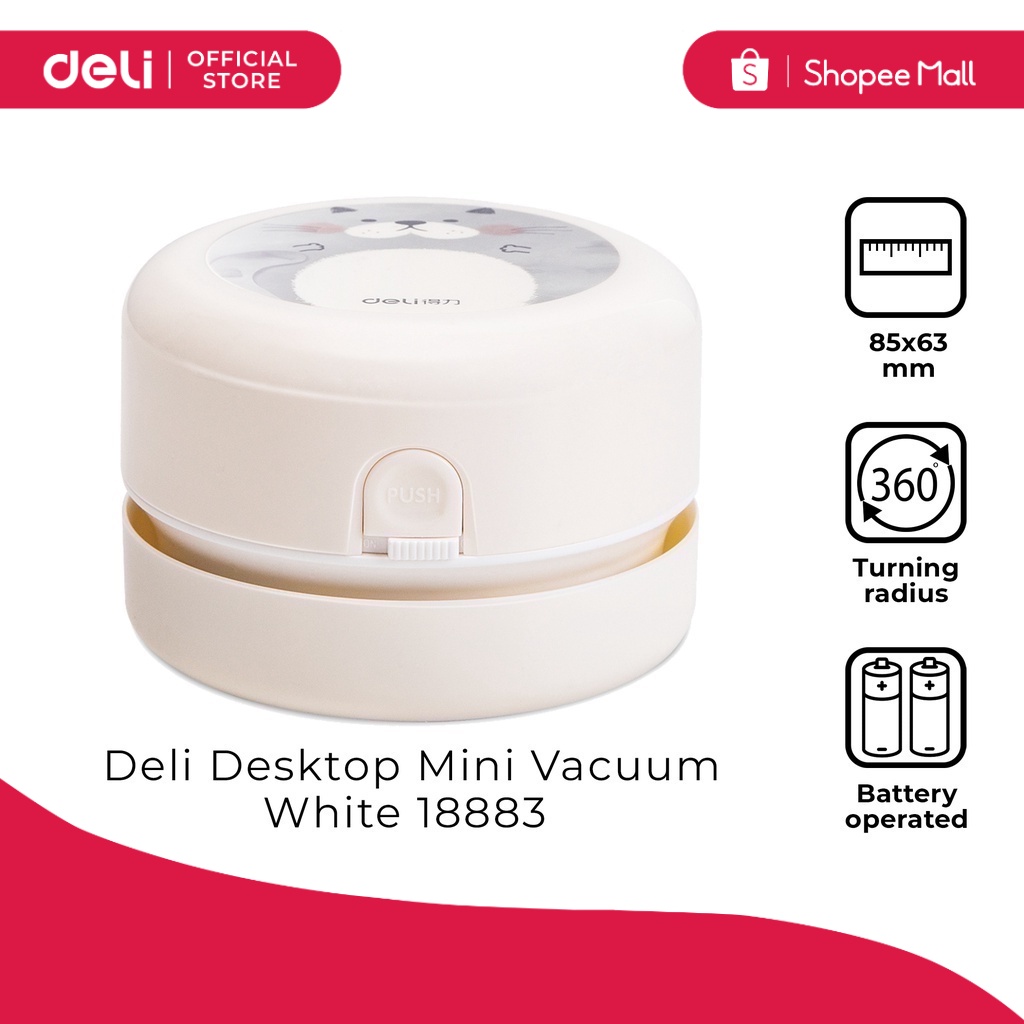 deli
OFFICIAL
STORE
S
Shopee Mall
deli得力
PUSH
Deli Desktop Mini Vacuum
White 18883
85x63
mm
360°
Turning
radius
+ +
- -
Battery
operated